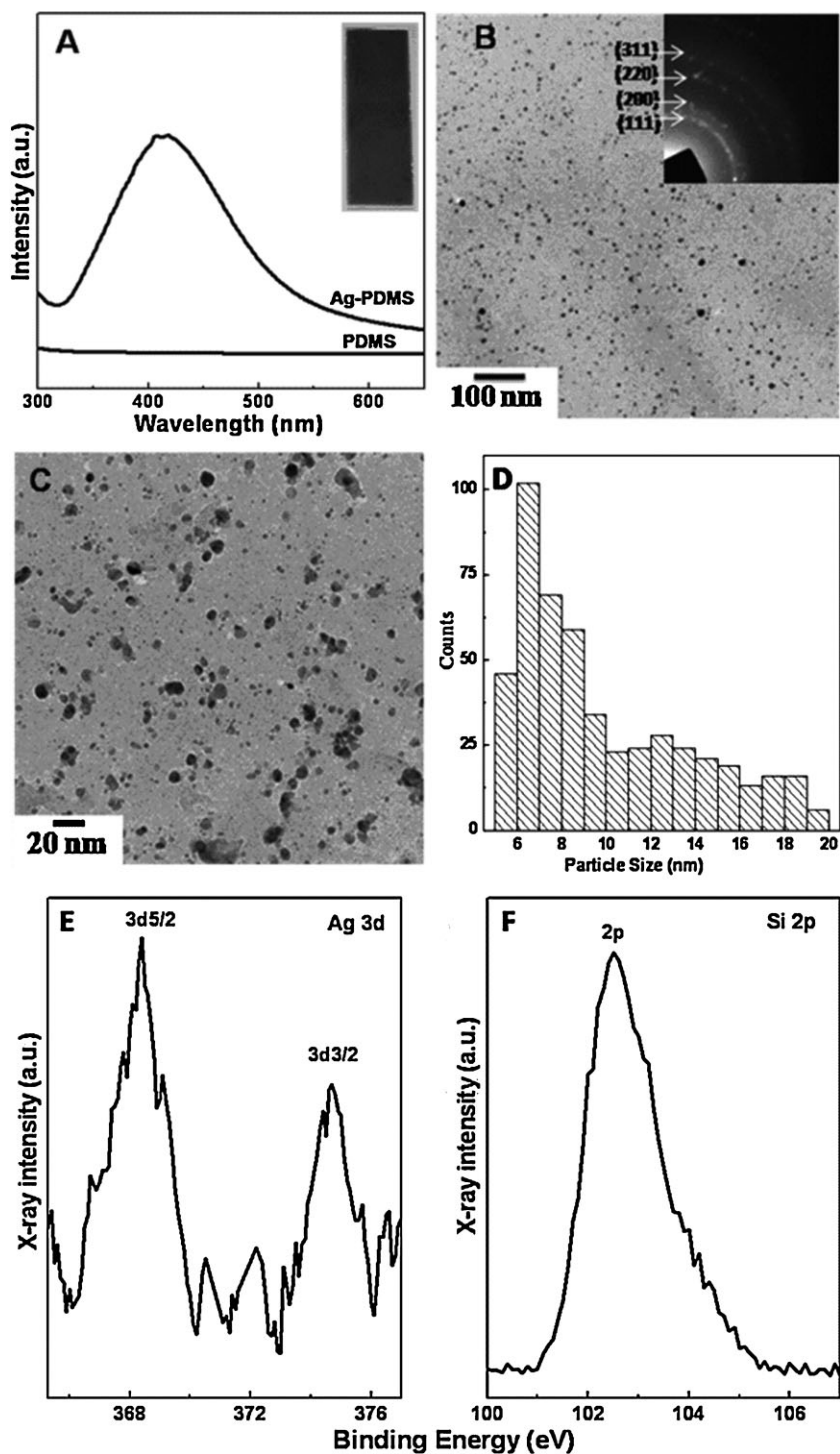 A
Intensity (a.u.)
Ag-PDMS
PDMS
300 400 500 600
Wavelength (nm)
B
{311}
{220}
{200}
{111}
100 nm
C
20 nm
D
Counts
100
75
50
25
0
6 8 10 12 14 16 18 20
Particle Size (nm)
E
3d5/2
Ag 3d
3d3/2
X-ray intensity (a.u.)
368 372 376
F
2p
Si 2p
X-ray intensity (a.u.)
100 102 104 106
Binding Energy (eV)